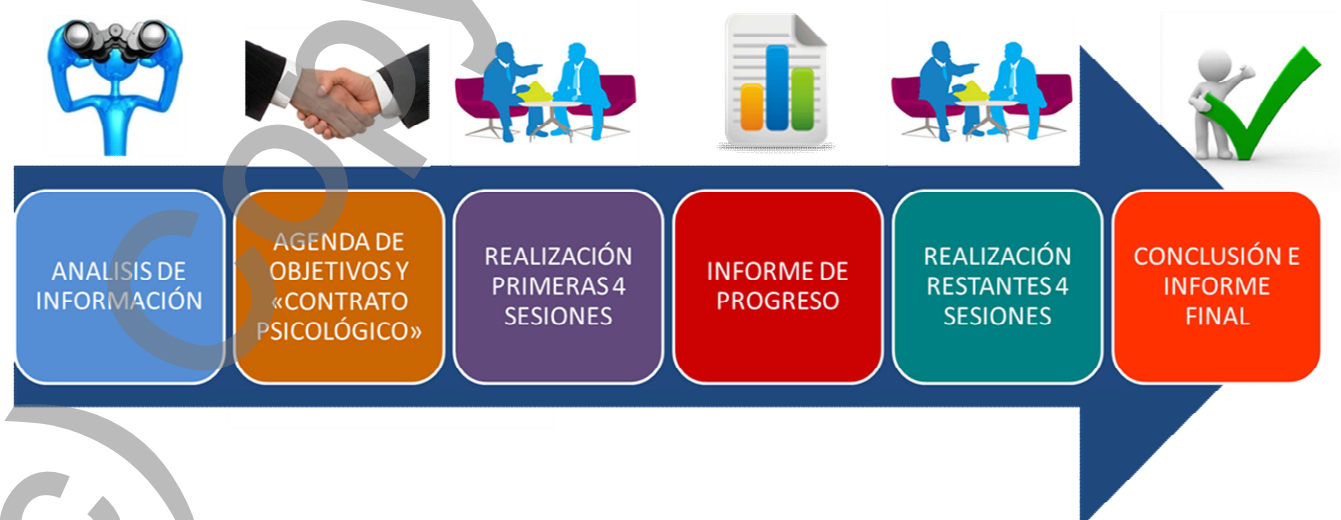 ANALISIS DE
INFORMACIÓN
AGENDA DE
OBJETIVOS Y
«CONTRATO
PSICOLÓGICO»
REALIZACIÓN
PRIMERAS 4
SESIONES
INFORME DE
PROGRESO
REALIZACIÓN
RESTANTES 4
SESIONES
CONCLUSIÓN E
INFORME
FINAL